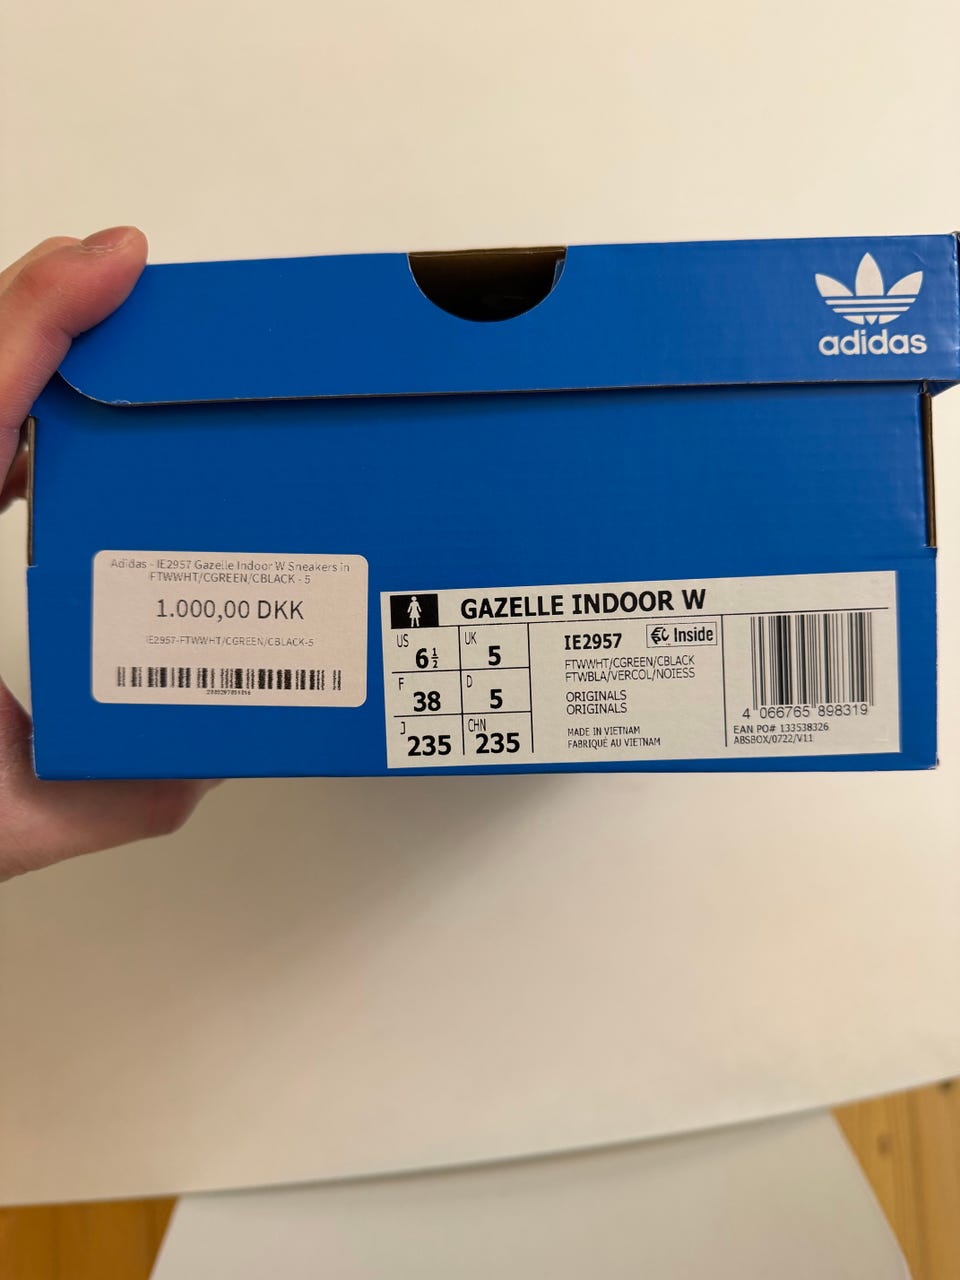 adidas
Adidas - IE2957 Gazelle Indoor W Sneakers in
FTWWHT/CGREEN/CBLACK - 5
1.000,00 DKK
IE2957-FTWWHT/CGREEN/CBLACK-5
GAZELLE INDOOR W
US 6½
UK 5
F 38
D 5
J 235
CHN 235
IE2957
Inside
FTWWHT/CGREEN/CBLACK
FTWBLA/VERCOL/NOIESS
ORIGINALS
ORIGINALS
MADE IN VIETNAM
FABRIQUÉ AU VIETNAM
4 066765 898319
EAN PO# 133538326
ABSBOX/0722/V11